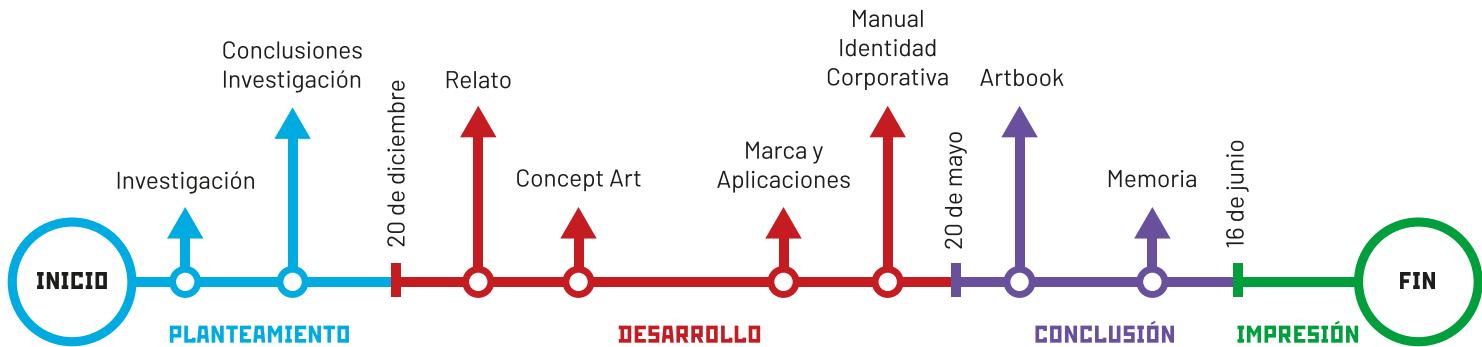 INICIO
Investigación
Conclusiones
Investigación
20 de diciembre
Relato
Concept Art
Marca y
Aplicaciones
Manual
Identidad
Corporativa
20 de mayo
Artbook
Memoria
16 de junio
FIN
PLANTEAMIENTO
DESARROLLO
CONCLUSIÓN
IMPRESIÓN